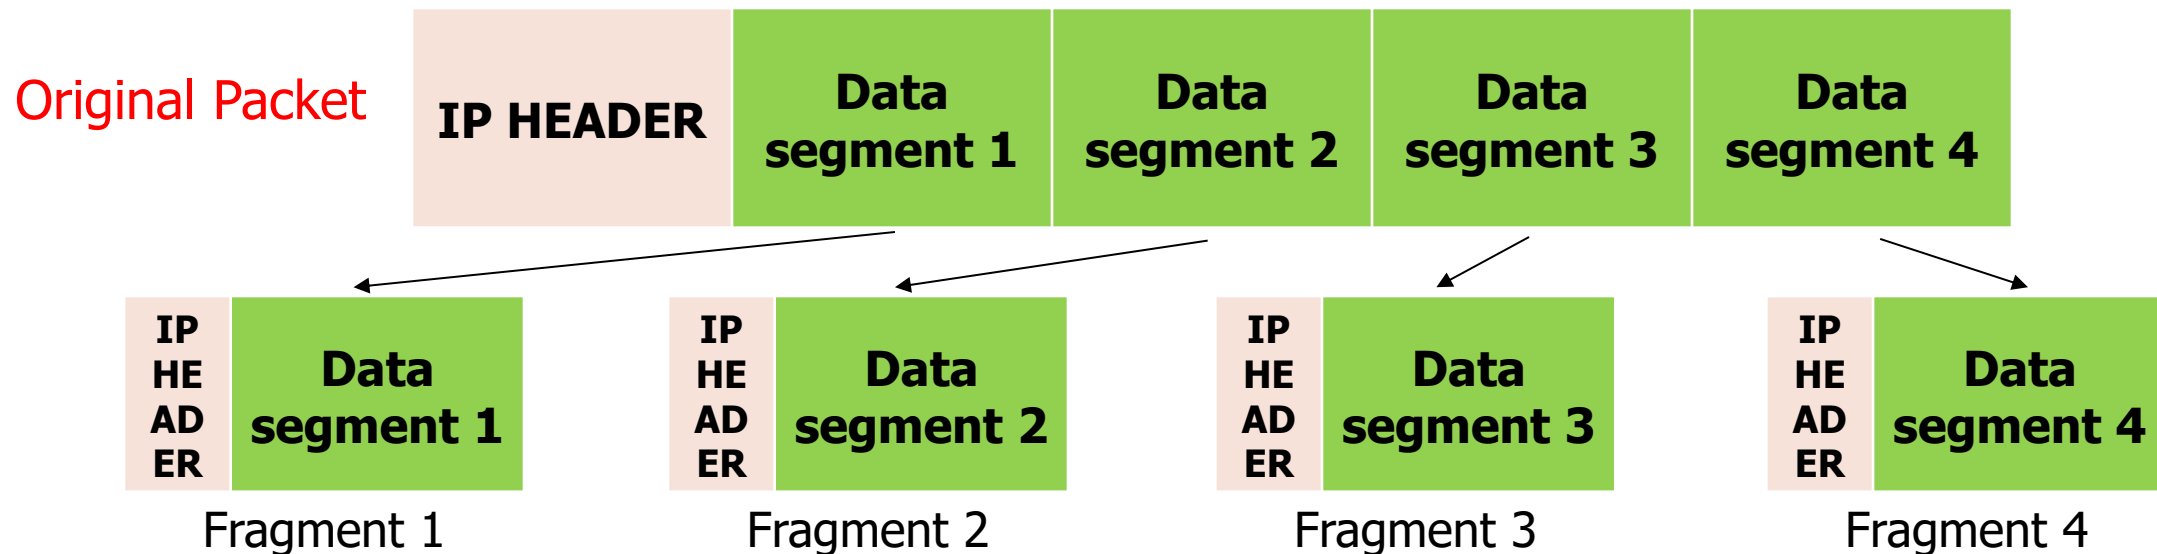 Original Packet
IP HEADER
Data
segment 1
Data
segment 2
Data
segment 3
Data
segment 4
IP
HE
AD
ER
Data
segment 1
IP
HE
AD
ER
Data
segment 2
IP
HE
AD
ER
Data
segment 3
IP
HE
AD
ER
Data
segment 4
Fragment 1
Fragment 2
Fragment 3
Fragment 4